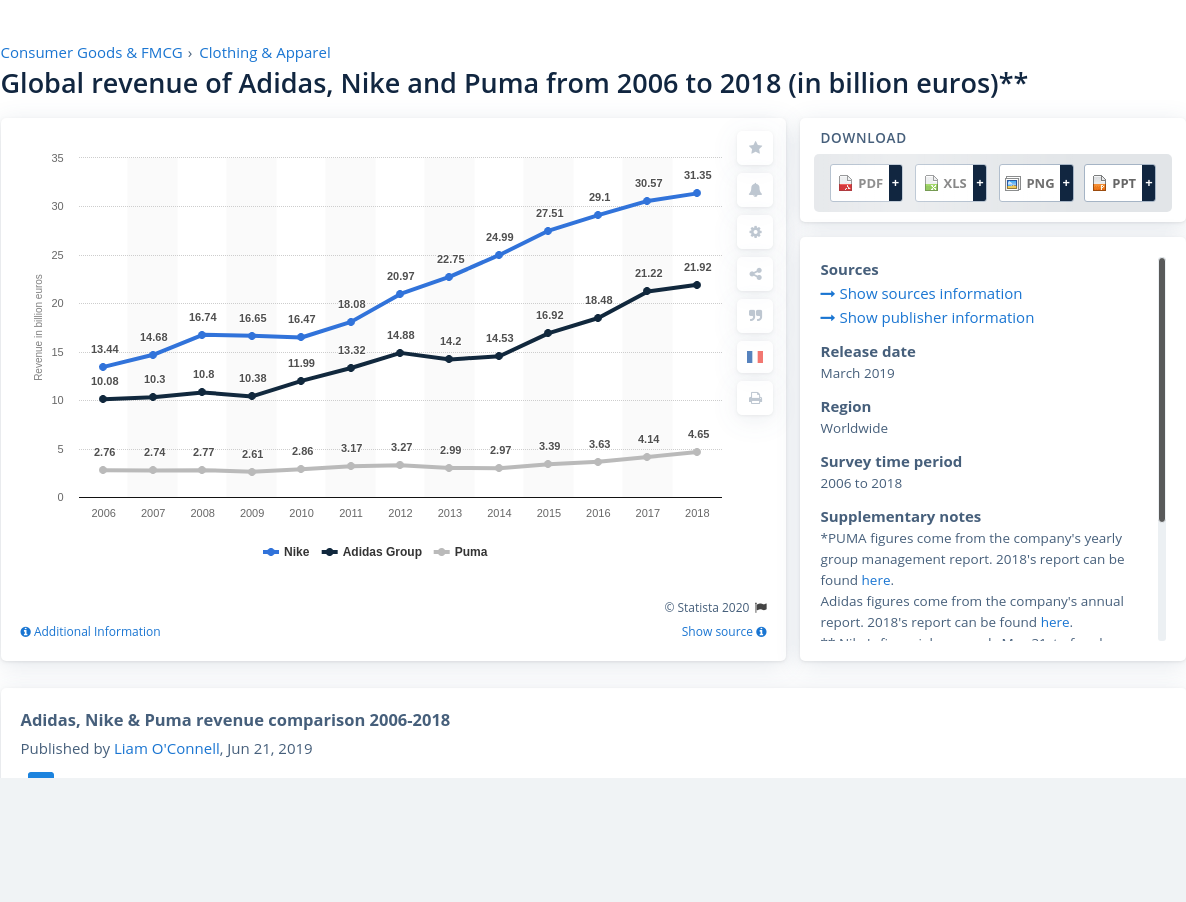 Consumer Goods & FMCG › Clothing & Apparel
Global revenue of Adidas, Nike and Puma from 2006 to 2018 (in billion euros)**
35
30
25
20
15
10
5
0
Revenue in billion euros
13.44 14.68 16.74 16.65 16.47 18.08 20.97 22.75 24.99 27.51 29.1 30.57 31.35
10.08 10.3 10.8 10.38 11.99 13.32 14.88 14.2 14.53 16.92 18.48 21.22 21.92
2.76 2.74 2.77 2.61 2.86 3.17 3.27 2.99 2.97 3.39 3.63 4.14 4.65
2006 2007 2008 2009 2010 2011 2012 2013 2014 2015 2016 2017 2018
Nike Adidas Group Puma
© Statista 2020
Additional Information
Show source
DOWNLOAD
PDF + XLS + PNG + PPT +
Sources
Show sources information
Show publisher information
Release date
March 2019
Region
Worldwide
Survey time period
2006 to 2018
Supplementary notes
*PUMA figures come from the company's yearly
group management report. 2018's report can be
found here.
Adidas figures come from the company's annual
report. 2018's report can be found here.
Adidas, Nike & Puma revenue comparison 2006-2018
Published by Liam O'Connell, Jun 21, 2019